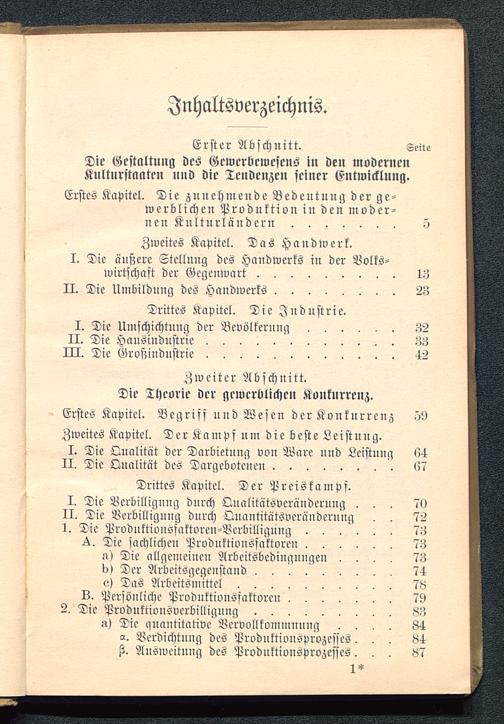 Inhaltsverzeichnis.
Erster Abschnitt.
Seite
Die Gestaltung des Gewerbewesens in den modernen
Kulturstaaten und die Tendenzen seiner Entwicklung.
Erstes Kapitel. Die zunehmende Bedeutung der ge-
werblichen Produktion in den moder-
nen Kulturländern . . . . . . . 5
Zweites Kapitel. Das Handwerk.
I. Die äußere Stellung des Handwerks in der Volks-
wirtschaft der Gegenwart . . . . . . . . . 13
II. Die Umbildung des Handwerks . . . . . . . . 23
Drittes Kapitel. Die Industrie.
I. Die Umschichtung der Bevölkerung . . . . . . 32
II. Die Hausindustrie . . . . . . . . . . . . 33
III. Die Großindustrie . . . . . . . . . . . . 42
Zweiter Abschnitt.
Die Theorie der gewerblichen Konkurrenz.
Erstes Kapitel. Begriff und Wesen der Konkurrenz 59
Zweites Kapitel. Der Kampf um die beste Leistung.
I. Die Qualität der Darbietung von Ware und Leistung 64
II. Die Qualität des Dargebotenen . . . . . . . . 67
Drittes Kapitel. Der Preiskampf.
I. Die Verbilligung durch Qualitätsveränderung . . . 70
II. Die Verbilligung durch Quantitätsveränderung . . . 72
1. Die Produktionsfaktoren-Verbilligung . . . . . . 73
A. Die sachlichen Produktionsfaktoren . . . . . . 73
a) Die allgemeinen Arbeitsbedingungen . . . . . 73
b) Der Arbeitsgegenstand . . . . . . . . . 74
c) Das Arbeitsmittel . . . . . . . . . . 78
B. Persönliche Produktionsfaktoren . . . . . . . 79
2. Die Produktionsverbilligung . . . . . . . . . 83
a) Die quantitative Vervollkommnung . . . . . 84
α. Verdichtung des Produktionsprozesses . . . 84
β. Ausweitung des Produktionsprozesses . . . 87
1*